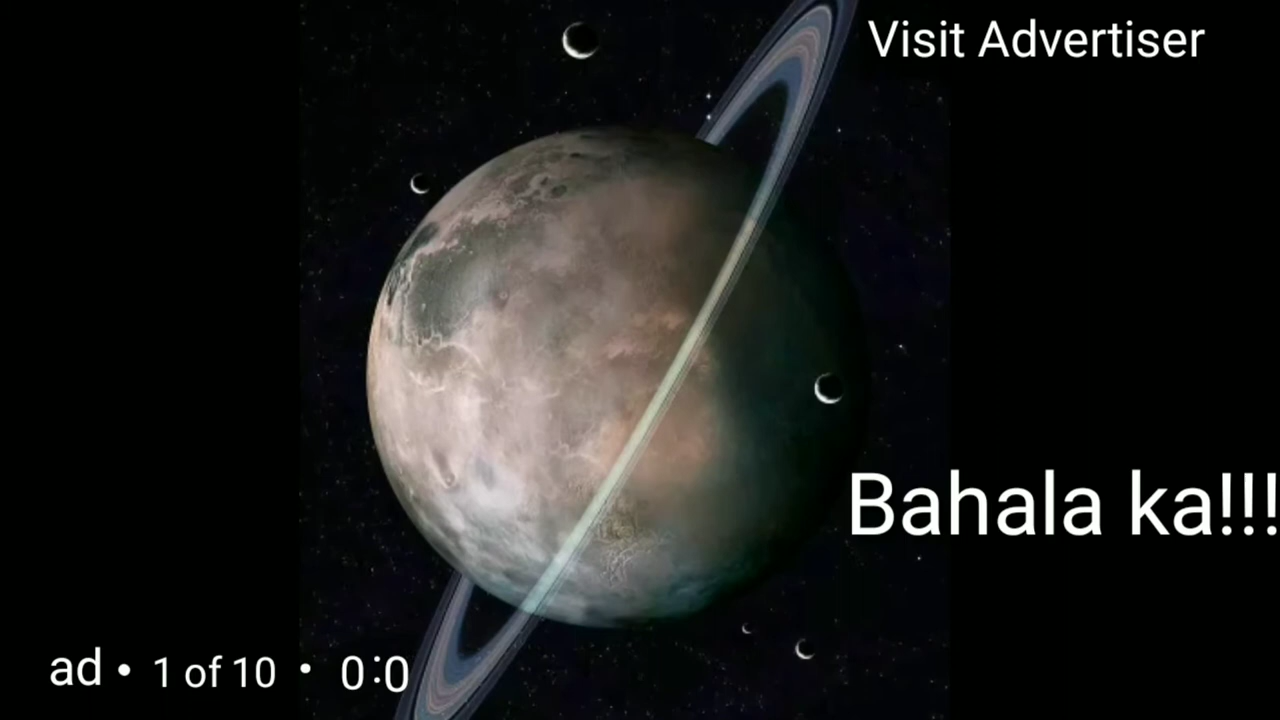 Visit Advertiser
Bahala ka!!!
ad • 1 of 10 • 0:0